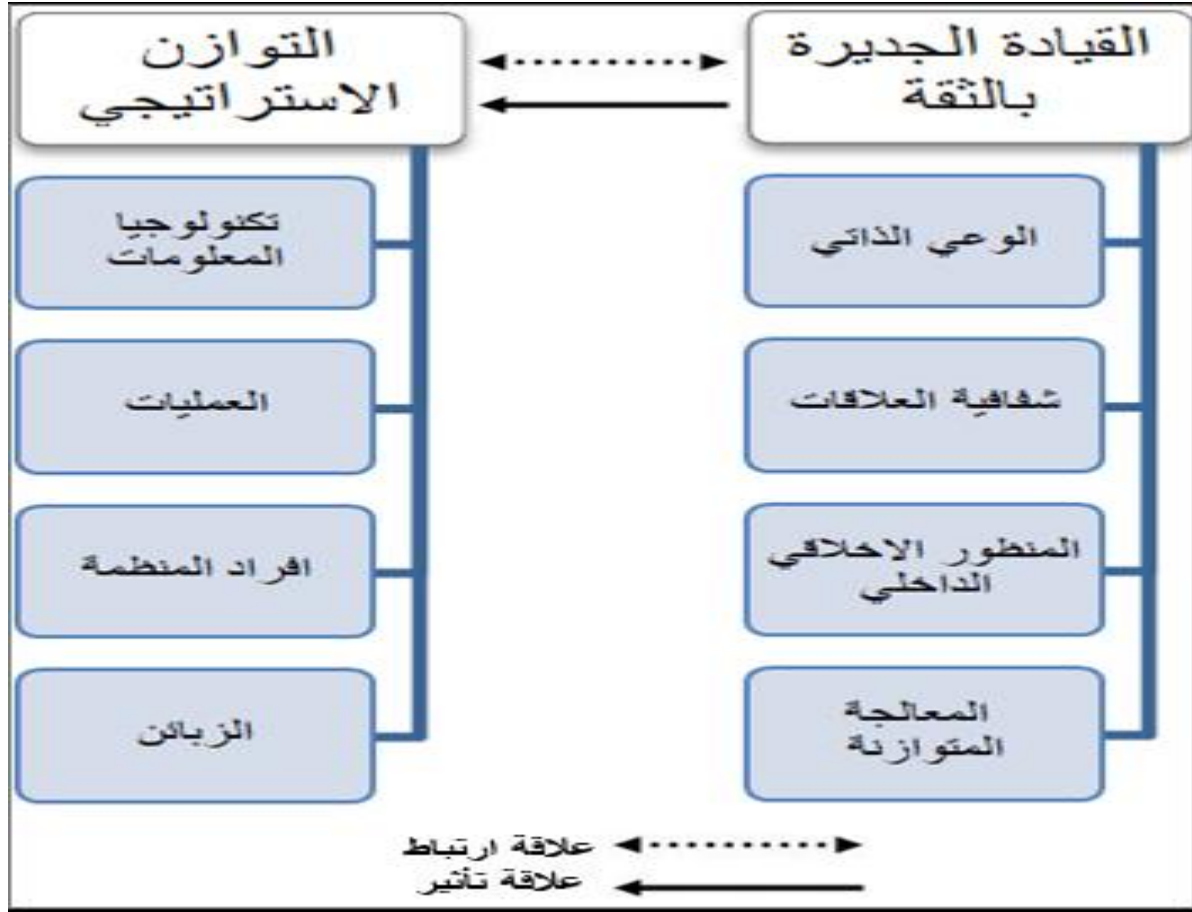 القيادة الجديرة
بالثقة
الوعي الذاتي
شفافية العلاقات
المنظور الاخلاقي
الداخلي
المعالجة
المتوازنة
التوازن
الاستراتيجي
تكنولوجيا
المعلومات
العمليات
افراد المنظمة
الزبائن
علاقة ارتباط
علاقة تأثير